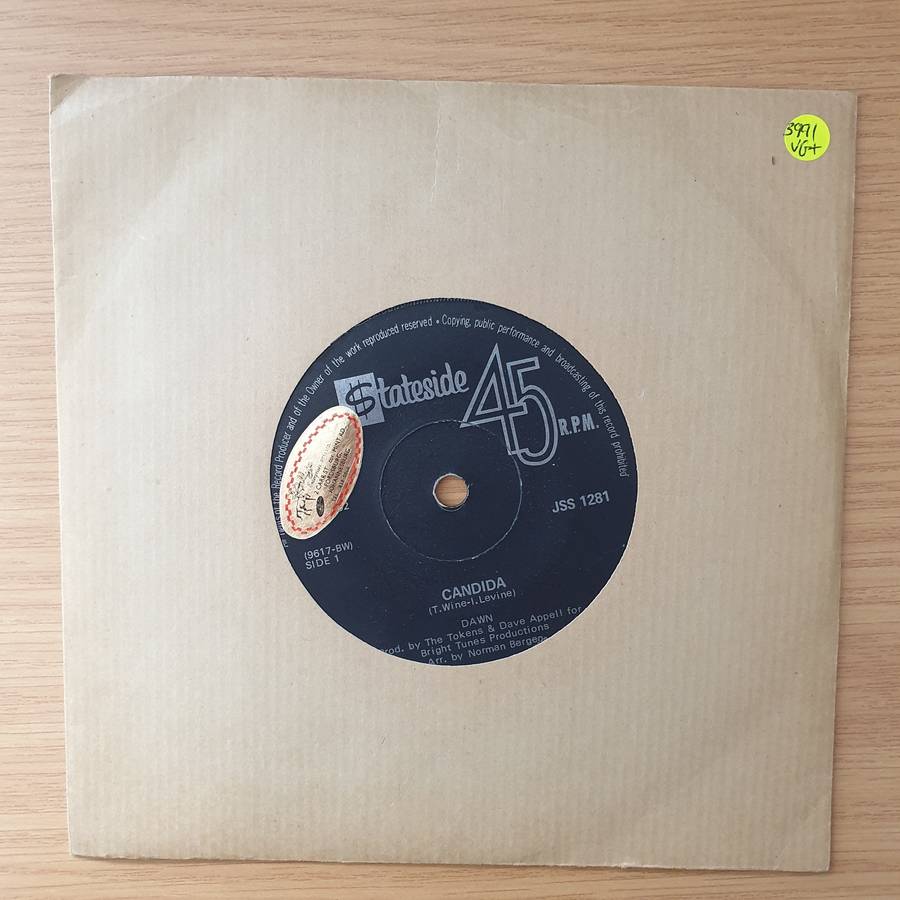 3991
VG+
of the Record Producer and of the Owner of the work reproduced reserved • Copying, public performance and broadcasting of this record prohibited
Stateside
45
R.P.M.
JSS 1281
(9617-BW)
SIDE 1
CANDIDA
(T. Wine-I. Levine)
DAWN
Prod. by The Tokens & Dave Appell for
Bright Tunes Productions
Arr. by Norman Bergen